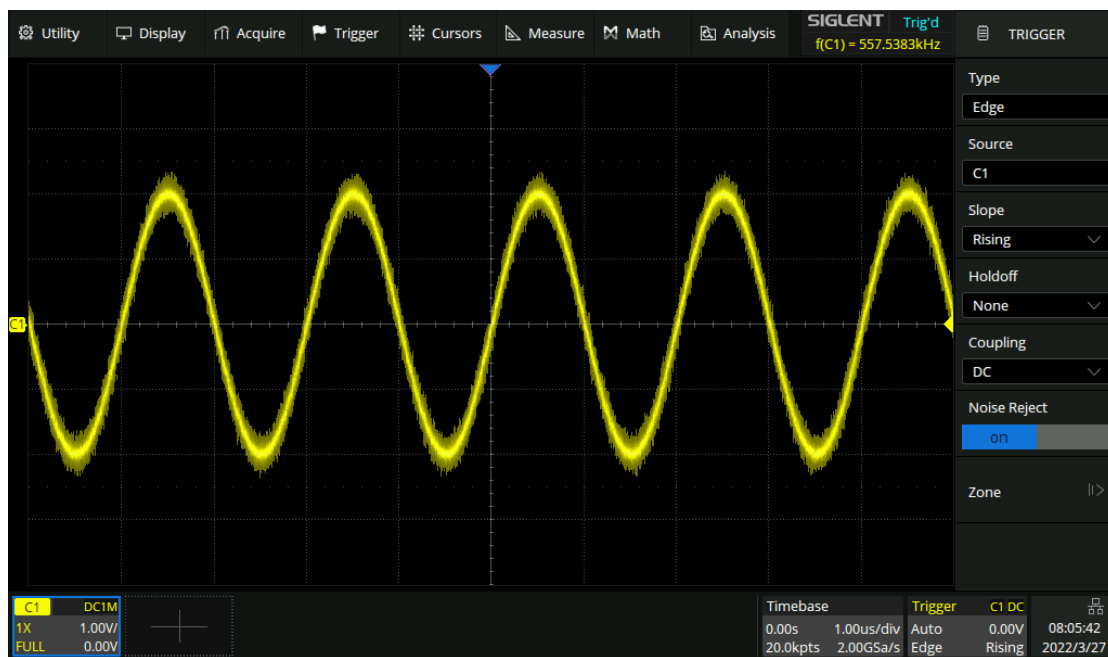 Utility Display Acquire Trigger Cursors Measure Math Analysis
SIGLENT Trig'd
f(C1) = 557.5383kHz
TRIGGER
Type
Edge
Source
C1
Slope
Rising
Holdoff
None
Coupling
DC
Noise Reject
on
Zone
C1
C1 DC1M
1X 1.00V/
FULL 0.00V
Timebase
0.00s 1.00us/div
20.0kpts 2.00GSa/s
Trigger C1 DC
Auto 0.00V
Edge Rising
08:05:42
2022/3/27